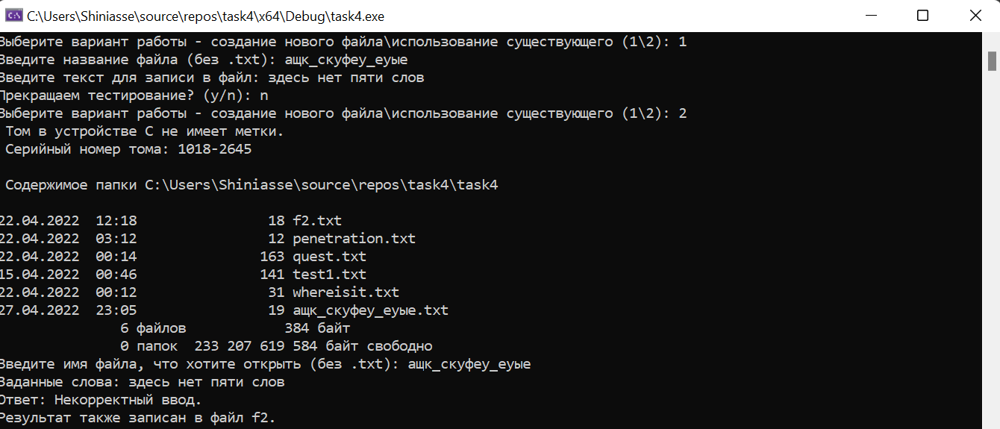 C:\Users\Shiniasse\source\repos\task4\x64\Debug\task4.exe
Выберите вариант работы - создание нового файла\использование существующего (1\2): 1
Введите название файла (без .txt): ащк_скуфеу_еуые
Введите текст для записи в файл: здесь нет пяти слов
Прекращаем тестирование? (y/n): n
Выберите вариант работы - создание нового файла\использование существующего (1\2): 2
Том в устройстве C не имеет метки.
Серийный номер тома: 1018-2645
Содержимое папки C:\Users\Shiniasse\source\repos\task4\task4
22.04.2022  12:18                18 f2.txt
22.04.2022  03:12                12 penetration.txt
22.04.2022  00:14               163 quest.txt
15.04.2022  00:46               141 test1.txt
22.04.2022  00:12                31 whereisit.txt
27.04.2022  23:05                19 ащк_скуфеу_еуые.txt
6 файлов            384 байт
0 папок  233 207 619 584 байт свободно
Введите имя файла, что хотите открыть (без .txt): ащк_скуфеу_еуые
Заданные слова: здесь нет пяти слов
Ответ: Некорректный ввод.
Результат также записан в файл f2.